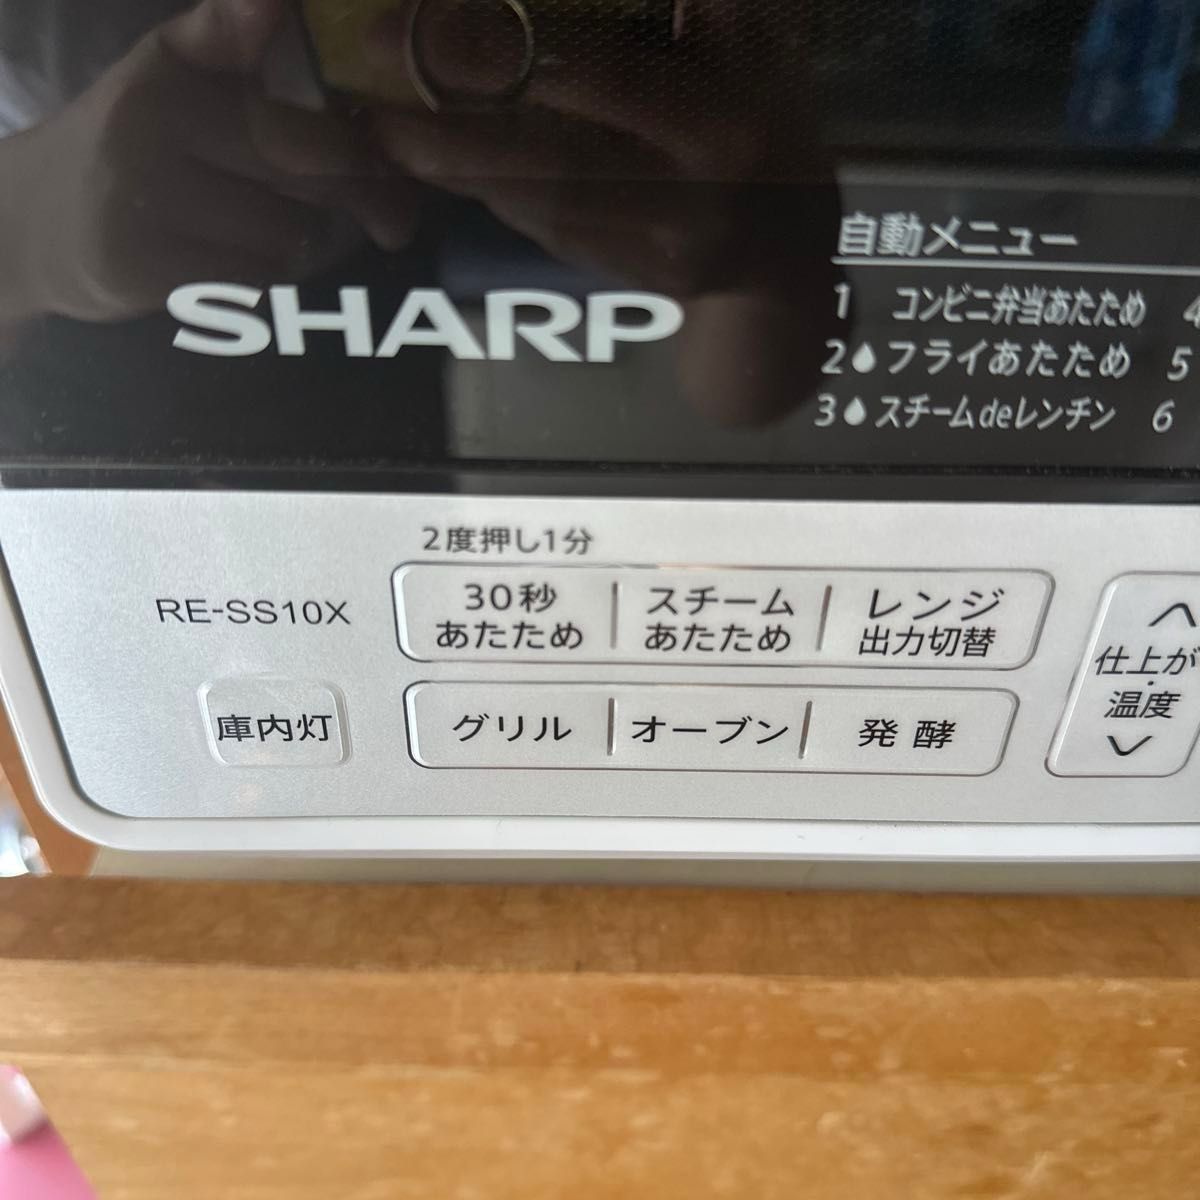 自動メニュー
SHARP
1 コンビニ弁当あたため 4
2 フライあたため 5
3 スチームdeレンチン 6
2度押し1分
RE-SS10X
30秒 あたため
スチーム あたため
レンジ 出力切替
仕上が
温度
庫内灯
グリル
オーブン
発酵